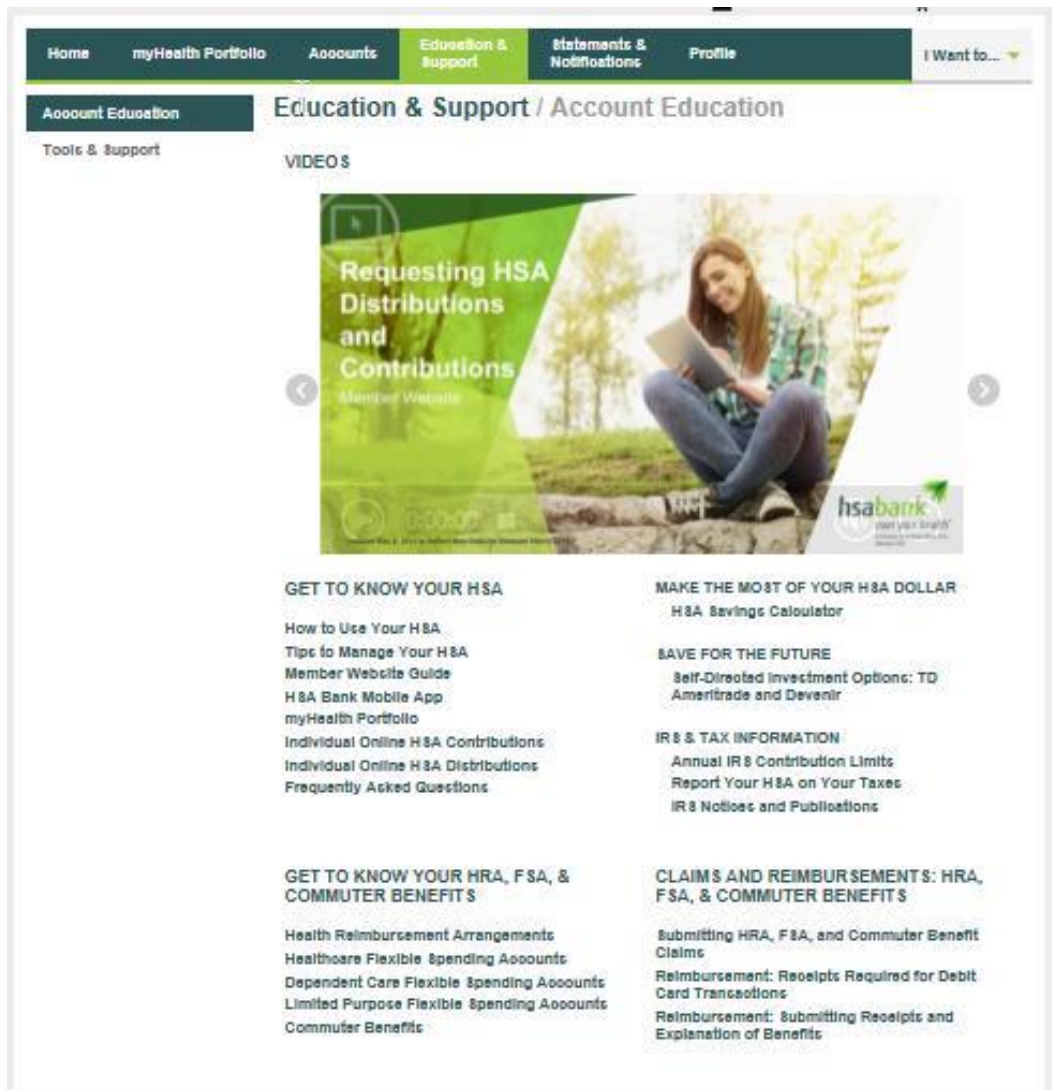 Home myHealth Portfolio Accounts Education & Support Statements & Notifications Profile I Want to...
Account Education
Tools & Support
Education & Support / Account Education
VIDEOS
Requesting HSA
Distributions
and
Contributions
Member Website
0:00:00
hsabank
own your health
GET TO KNOW YOUR HSA
How to Use Your HSA
Tips to Manage Your HSA
Member Website Guide
HSA Bank Mobile App
myHealth Portfolio
Individual Online HSA Contributions
Individual Online HSA Distributions
Frequently Asked Questions
MAKE THE MOST OF YOUR HSA DOLLAR
HSA Savings Calculator
SAVE FOR THE FUTURE
Self-Directed Investment Options: TD
Ameritrade and Devenir
IRS & TAX INFORMATION
Annual IRS Contribution Limits
Report Your HSA on Your Taxes
IRS Notices and Publications
GET TO KNOW YOUR HRA, FSA, &
COMMUTER BENEFITS
Health Reimbursement Arrangements
Healthcare Flexible Spending Accounts
Dependent Care Flexible Spending Accounts
Limited Purpose Flexible Spending Accounts
Commuter Benefits
CLAIMS AND REIMBURSEMENTS: HRA,
FSA, & COMMUTER BENEFITS
Submitting HRA, FSA, and Commuter Benefit
Claims
Reimbursement: Receipts Required for Debit
Card Transactions
Reimbursement: Submitting Receipts and
Explanation of Benefits